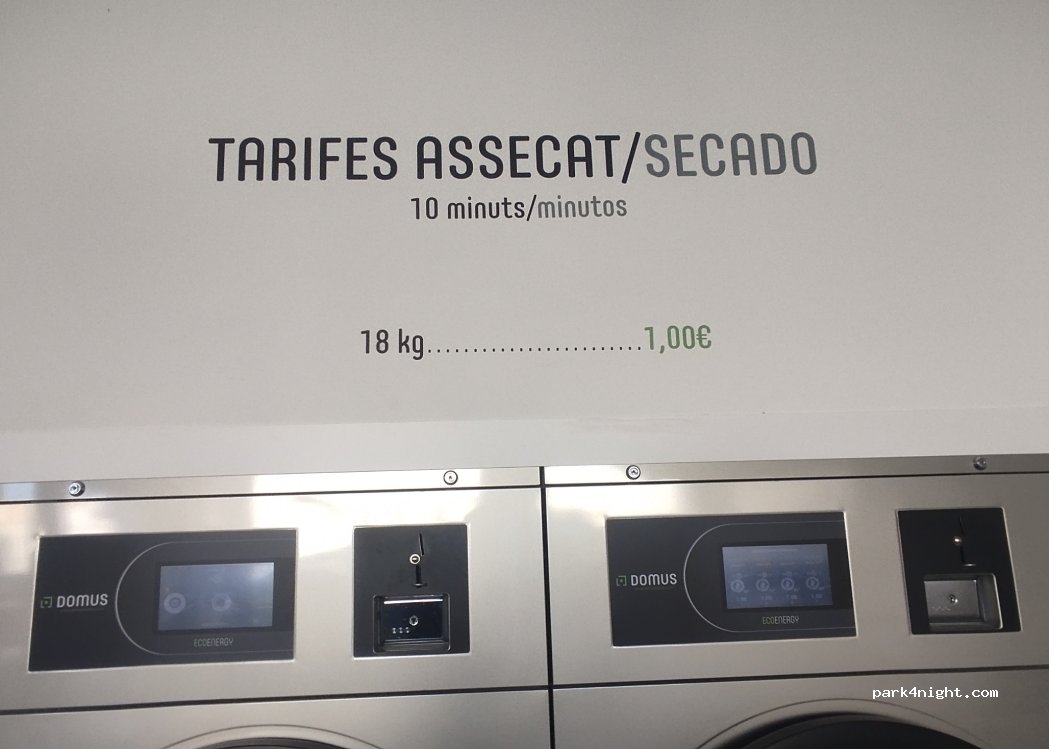 TARIFES ASSECAT/SECADO
10 minuts/minutos
18 kg........................1,00€
DOMUS
ECOENERGY
DOMUS
ECOENERGY
park4night.com